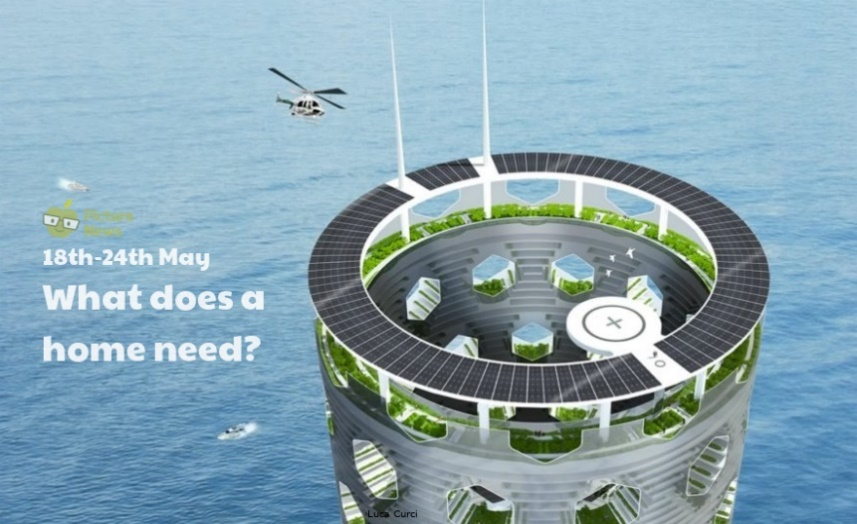 Picture
News
18th-24th May
What does a
home need?
Luca Curci